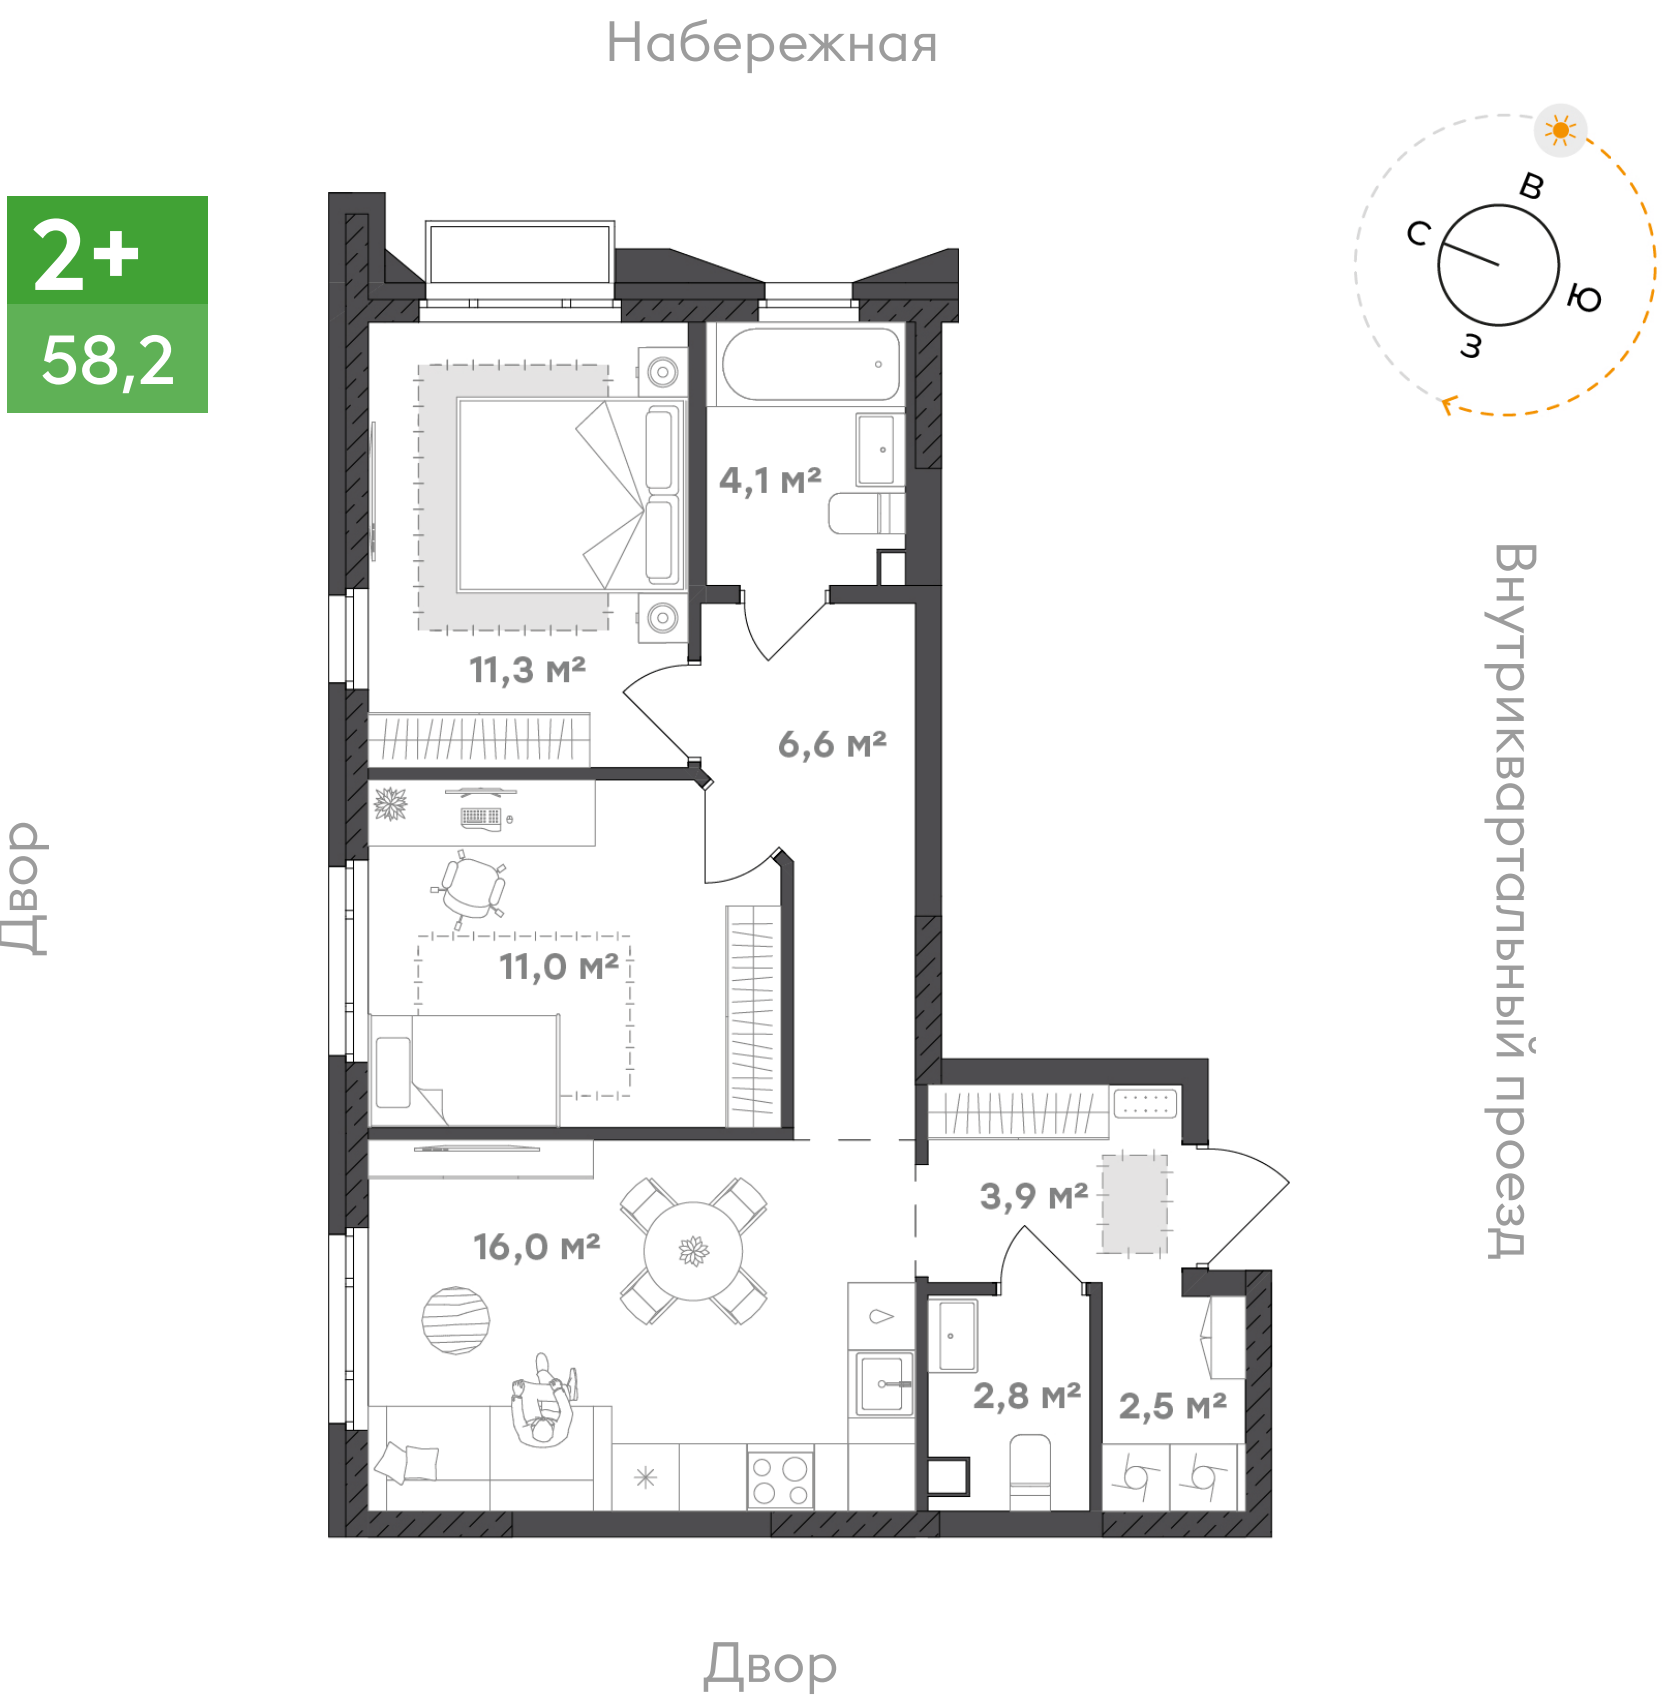 Набережная
2+
58,2
В
С
Ю
З
4,1 м²
11,3 м²
6,6 м²
Двор
11,0 м²
Внутриквартальный проезд
3,9 м²
16,0 м²
2,8 м²
2,5 м²
Двор